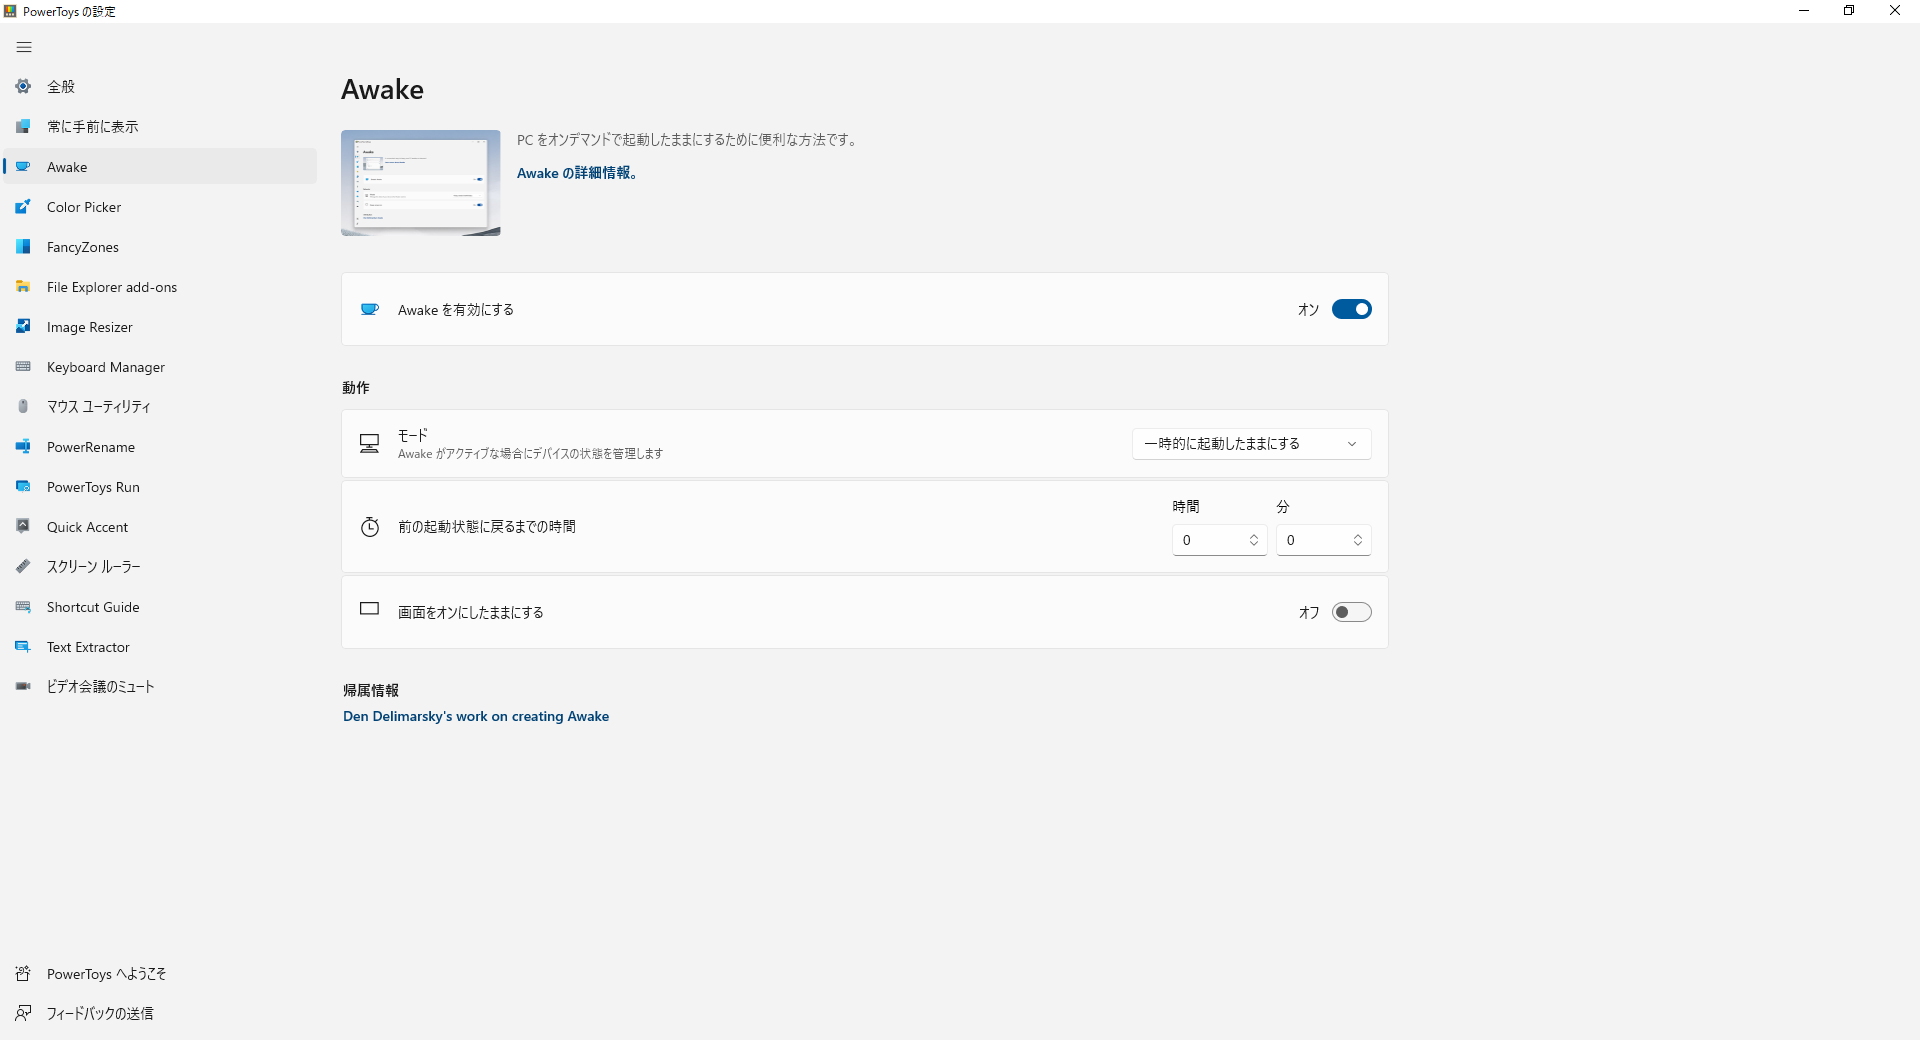 PowerToys の設定
全般
常に手前に表示
Awake
Color Picker
FancyZones
File Explorer add-ons
Image Resizer
Keyboard Manager
マウス ユーティリティ
PowerRename
PowerToys Run
Quick Accent
スクリーン ルーラー
Shortcut Guide
Text Extractor
ビデオ会議のミュート
PowerToys へようこそ
フィードバックの送信
Awake
PC をオンデマンドで起動したままにするために便利な方法です。
Awake の詳細情報。
Awake を有効にする
オン
動作
モード
Awake がアクティブな場合にデバイスの状態を管理します
一時的に起動したままにする
前の起動状態に戻るまでの時間
時間 分
0 0
画面をオンにしたままにする
オフ
帰属情報
Den Delimarsky's work on creating Awake